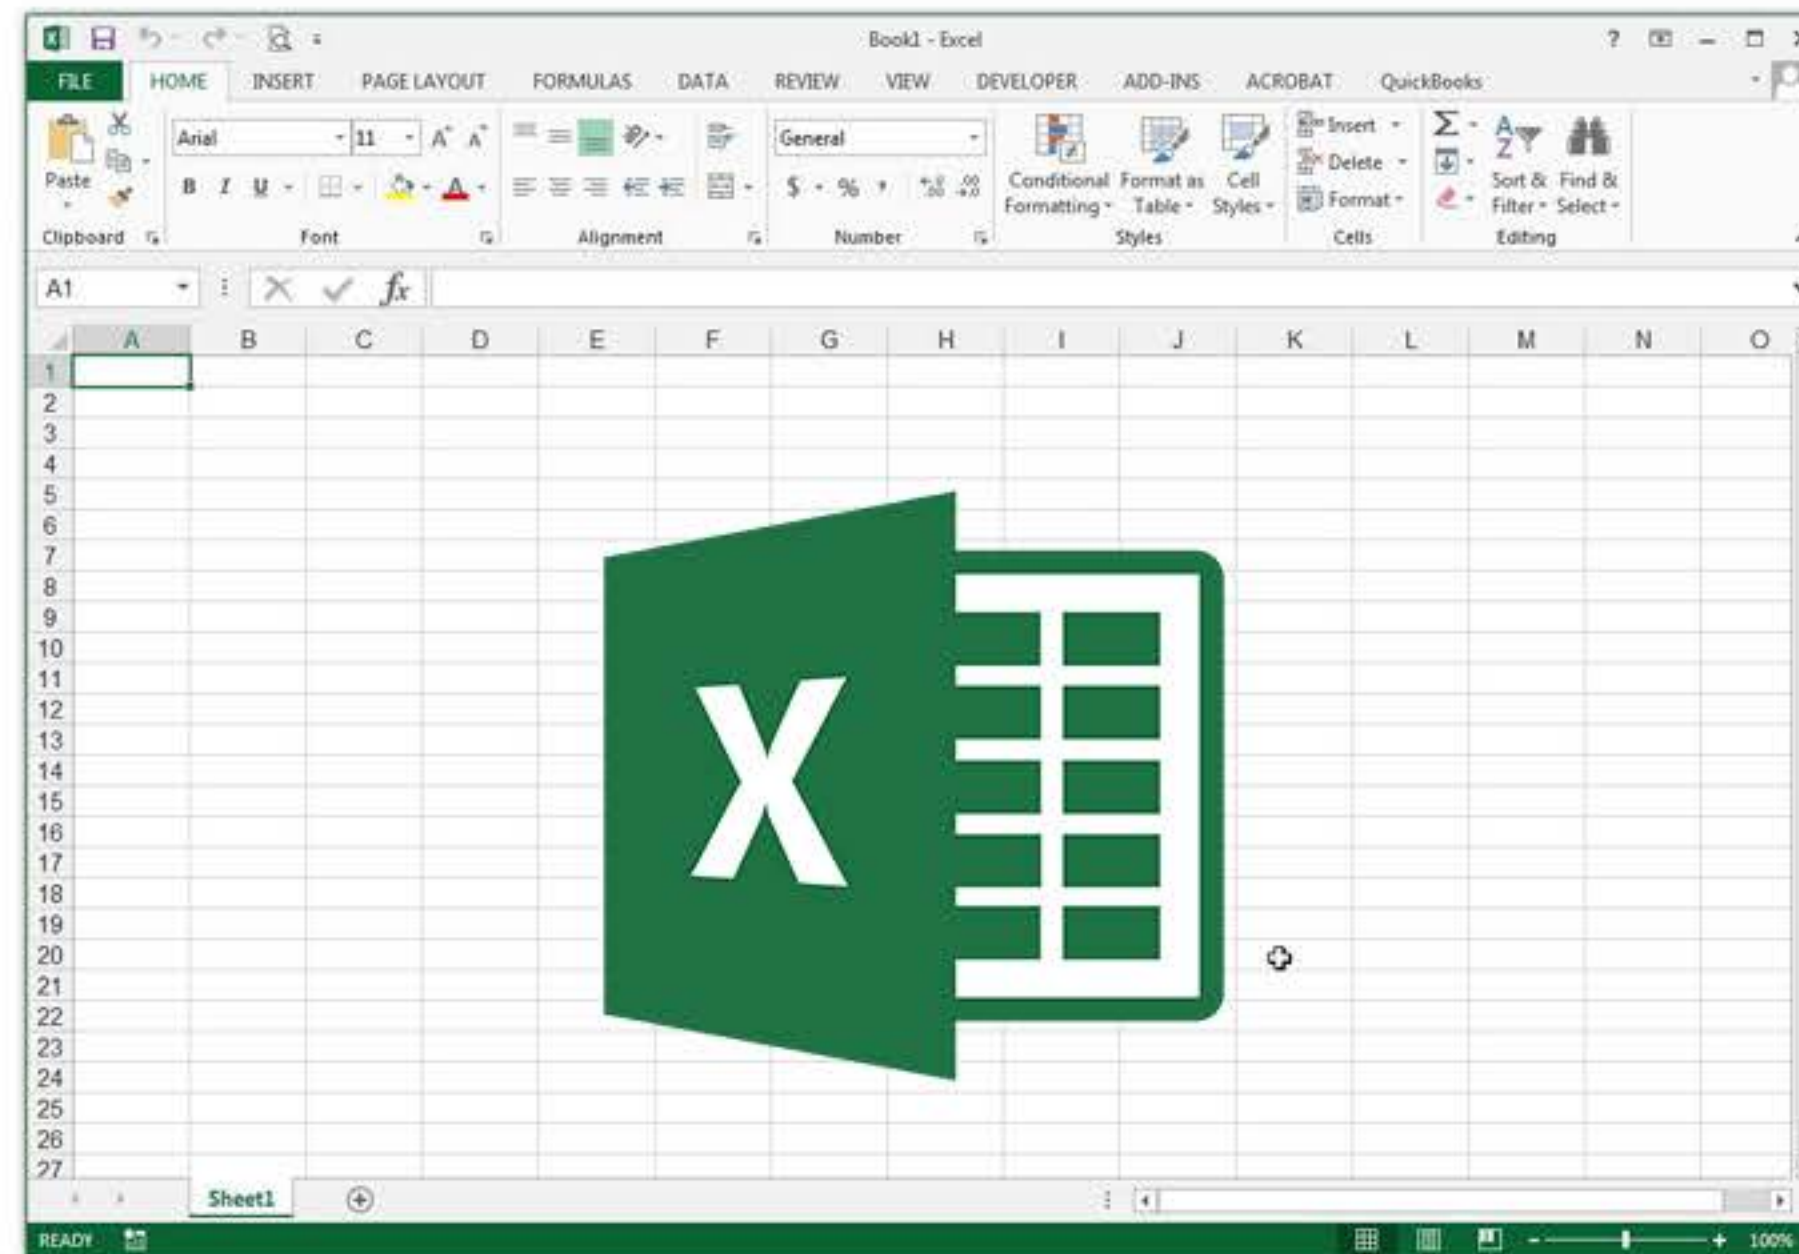 Book1 - Excel ?
FILE HOME INSERT PAGE LAYOUT FORMULAS DATA REVIEW VIEW DEVELOPER ADD-INS ACROBAT QuickBooks
Arial 11 A A General Insert
Paste Delete
B I U A $ % , Conditional Format as Cell Sort & Find &
Formatting Table Styles Format Filter Select
Clipboard Font Alignment Number Styles Cells Editing
A1 fx
A B C D E F G H I J K L M N O
1
2
3
4
5
6
7
8
9
10
11
12
13
14
15
16
17
18
19
20
21
22
23
24
25
26
27
X
Sheet1
READY 100%